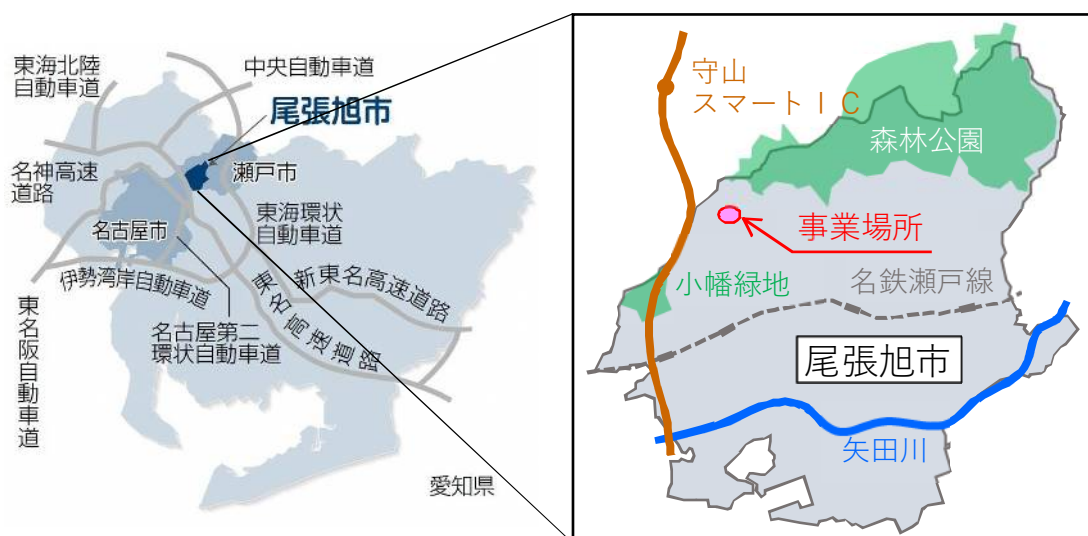 東海北陸
自動車道
中央自動車道
尾張旭市
名神高速
道路
瀬戸市
東海環状
自動車道
名古屋市
伊勢湾岸自動車道
新東名高速道路
東名高速道路
名古屋第二
環状自動車道
東名阪自動車道
愛知県
守山
スマートＩＣ
森林公園
事業場所
小幡緑地
名鉄瀬戸線
尾張旭市
矢田川